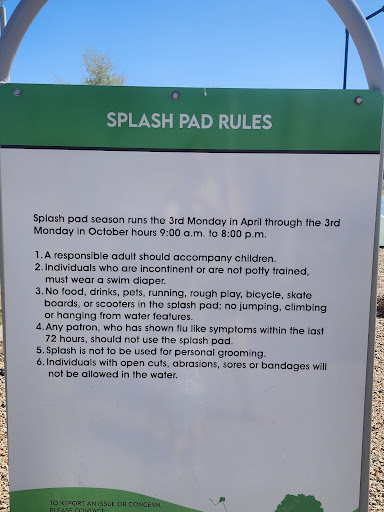 SPLASH PAD RULES
Splash pad season runs the 3rd Monday in April through the 3rd
Monday in October hours 9:00 a.m. to 8:00 p.m.
1. A responsible adult should accompany children.
2. Individuals who are incontinent or are not potty trained,
must wear a swim diaper.
3. No food, drinks, pets, running, rough play, bicycle, skate
boards, or scooters in the splash pad; no jumping, climbing
or hanging from water features.
4. Any patron, who has shown flu like symptoms within the last
72 hours, should not use the splash pad.
5. Splash is not to be used for personal grooming.
6. Individuals with open cuts, abrasions, sores or bandages will
not be allowed in the water.
TO REPORT AN ISSUE OR CONCERN
PLEASE CONTACT: